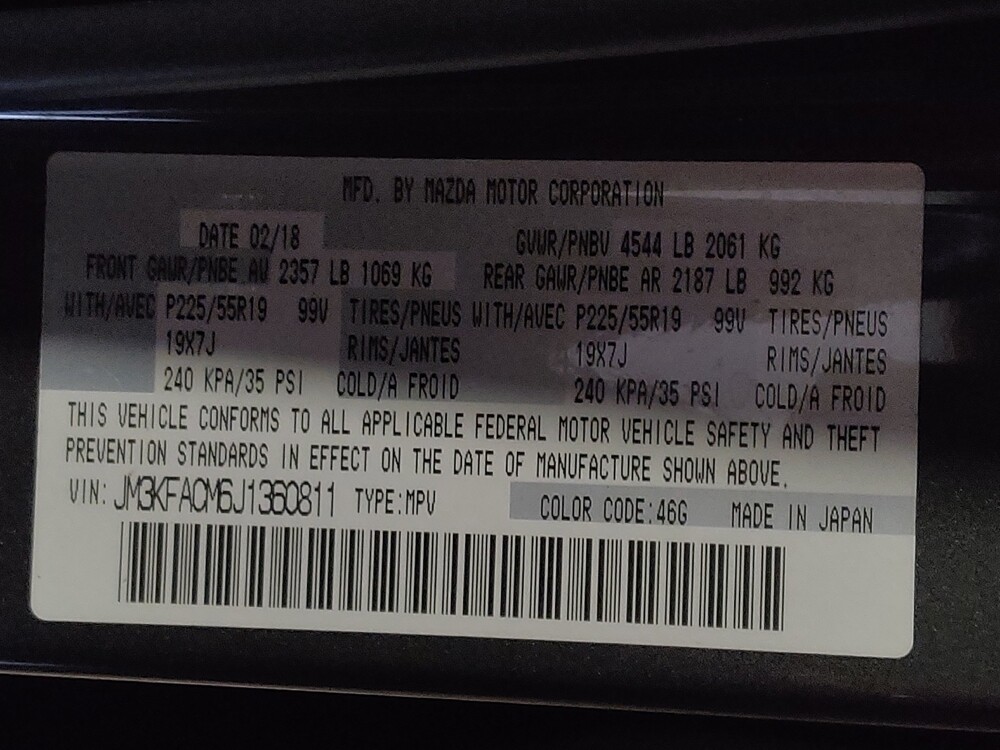 MFD. BY MAZDA MOTOR CORPORATION
DATE 02/18 GVWR/PNBV 4544 LB 2061 KG
FRONT GAWR/PNBE AV 2357 LB 1069 KG REAR GAWR/PNBE AR 2187 LB 992 KG
WITH/AVEC P225/55R19 99V TIRES/PNEUS WITH/AVEC P225/55R19 99V TIRES/PNEUS
19X7J RIMS/JANTES 19X7J RIMS/JANTES
240 KPA/35 PSI COLD/A FROID 240 KPA/35 PSI COLD/A FROID
THIS VEHICLE CONFORMS TO ALL APPLICABLE FEDERAL MOTOR VEHICLE SAFETY AND THEFT
PREVENTION STANDARDS IN EFFECT ON THE DATE OF MANUFACTURE SHOWN ABOVE.
VIN: JM3KFACM6J1360811 TYPE:MPV COLOR CODE:46G MADE IN JAPAN